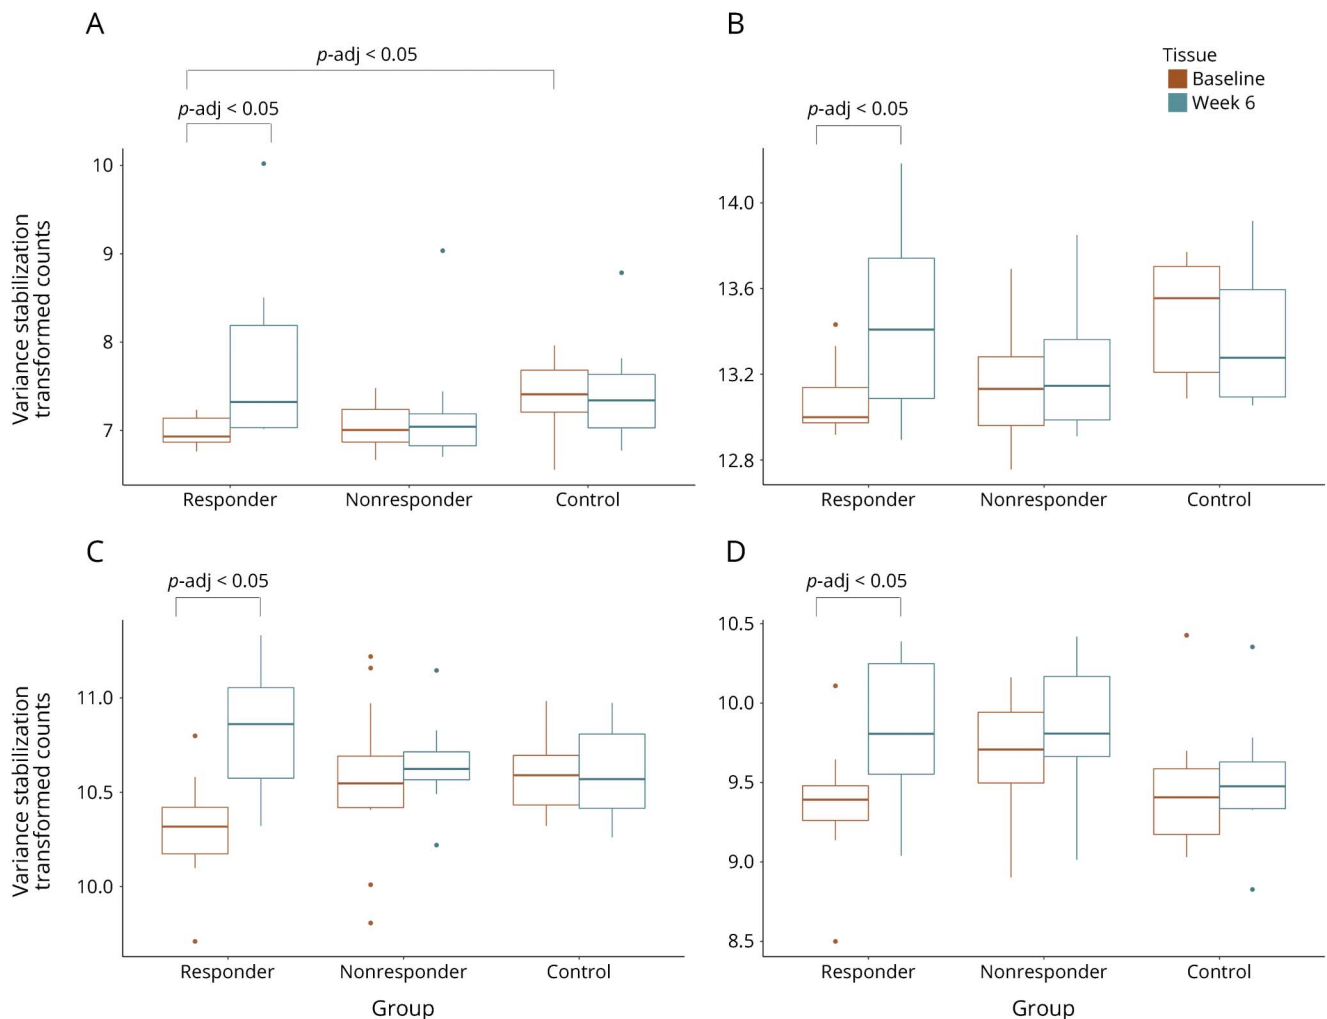 A
p-adj < 0.05
p-adj < 0.05
Variance stabilization
transformed counts
10
9
8
7
Responder
Nonresponder
Control
B
Tissue
Baseline
Week 6
p-adj < 0.05
14.0
13.6
13.2
12.8
Responder
Nonresponder
Control
C
p-adj < 0.05
Variance stabilization
transformed counts
11.0
10.5
10.0
Responder
Nonresponder
Control
Group
D
p-adj < 0.05
10.5
10.0
9.5
9.0
8.5
Responder
Nonresponder
Control
Group